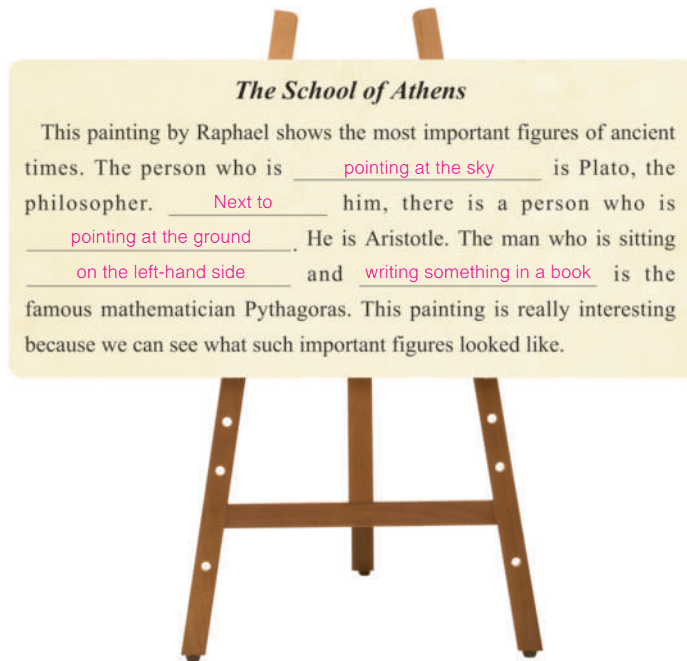 The School of Athens
This painting by Raphael shows the most important figures of ancient
times. The person who is pointing at the sky is Plato, the
philosopher. Next to him, there is a person who is
pointing at the ground. He is Aristotle. The man who is sitting
on the left-hand side and writing something in a book is the
famous mathematician Pythagoras. This painting is really interesting
because we can see what such important figures looked like.